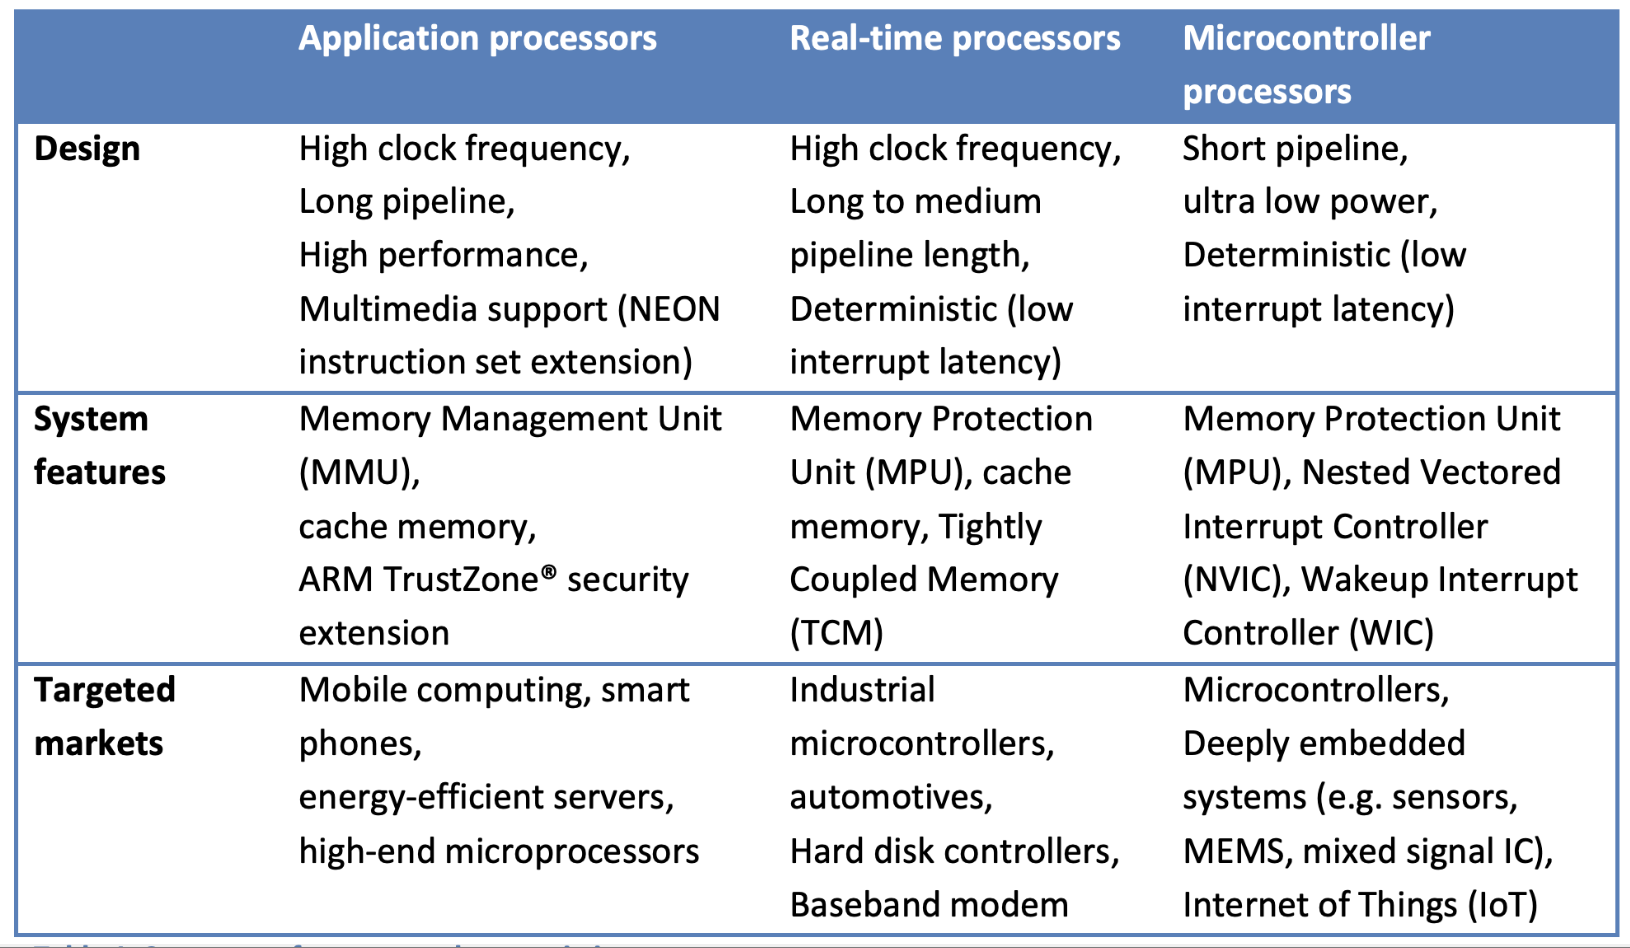 Application processors
Real-time processors
Microcontroller
processors
Design
High clock frequency,
Long pipeline,
High performance,
Multimedia support (NEON
instruction set extension)
High clock frequency,
Long to medium
pipeline length,
Deterministic (low
interrupt latency)
Short pipeline,
ultra low power,
Deterministic (low
interrupt latency)
System
features
Memory Management Unit
(MMU),
cache memory,
ARM TrustZone® security
extension
Memory Protection
Unit (MPU), cache
memory, Tightly
Coupled Memory
(TCM)
Memory Protection Unit
(MPU), Nested Vectored
Interrupt Controller
(NVIC), Wakeup Interrupt
Controller (WIC)
Targeted
markets
Mobile computing, smart
phones,
energy-efficient servers,
high-end microprocessors
Industrial
microcontrollers,
automotives,
Hard disk controllers,
Baseband modem
Microcontrollers,
Deeply embedded
systems (e.g. sensors,
MEMS, mixed signal IC),
Internet of Things (IoT)